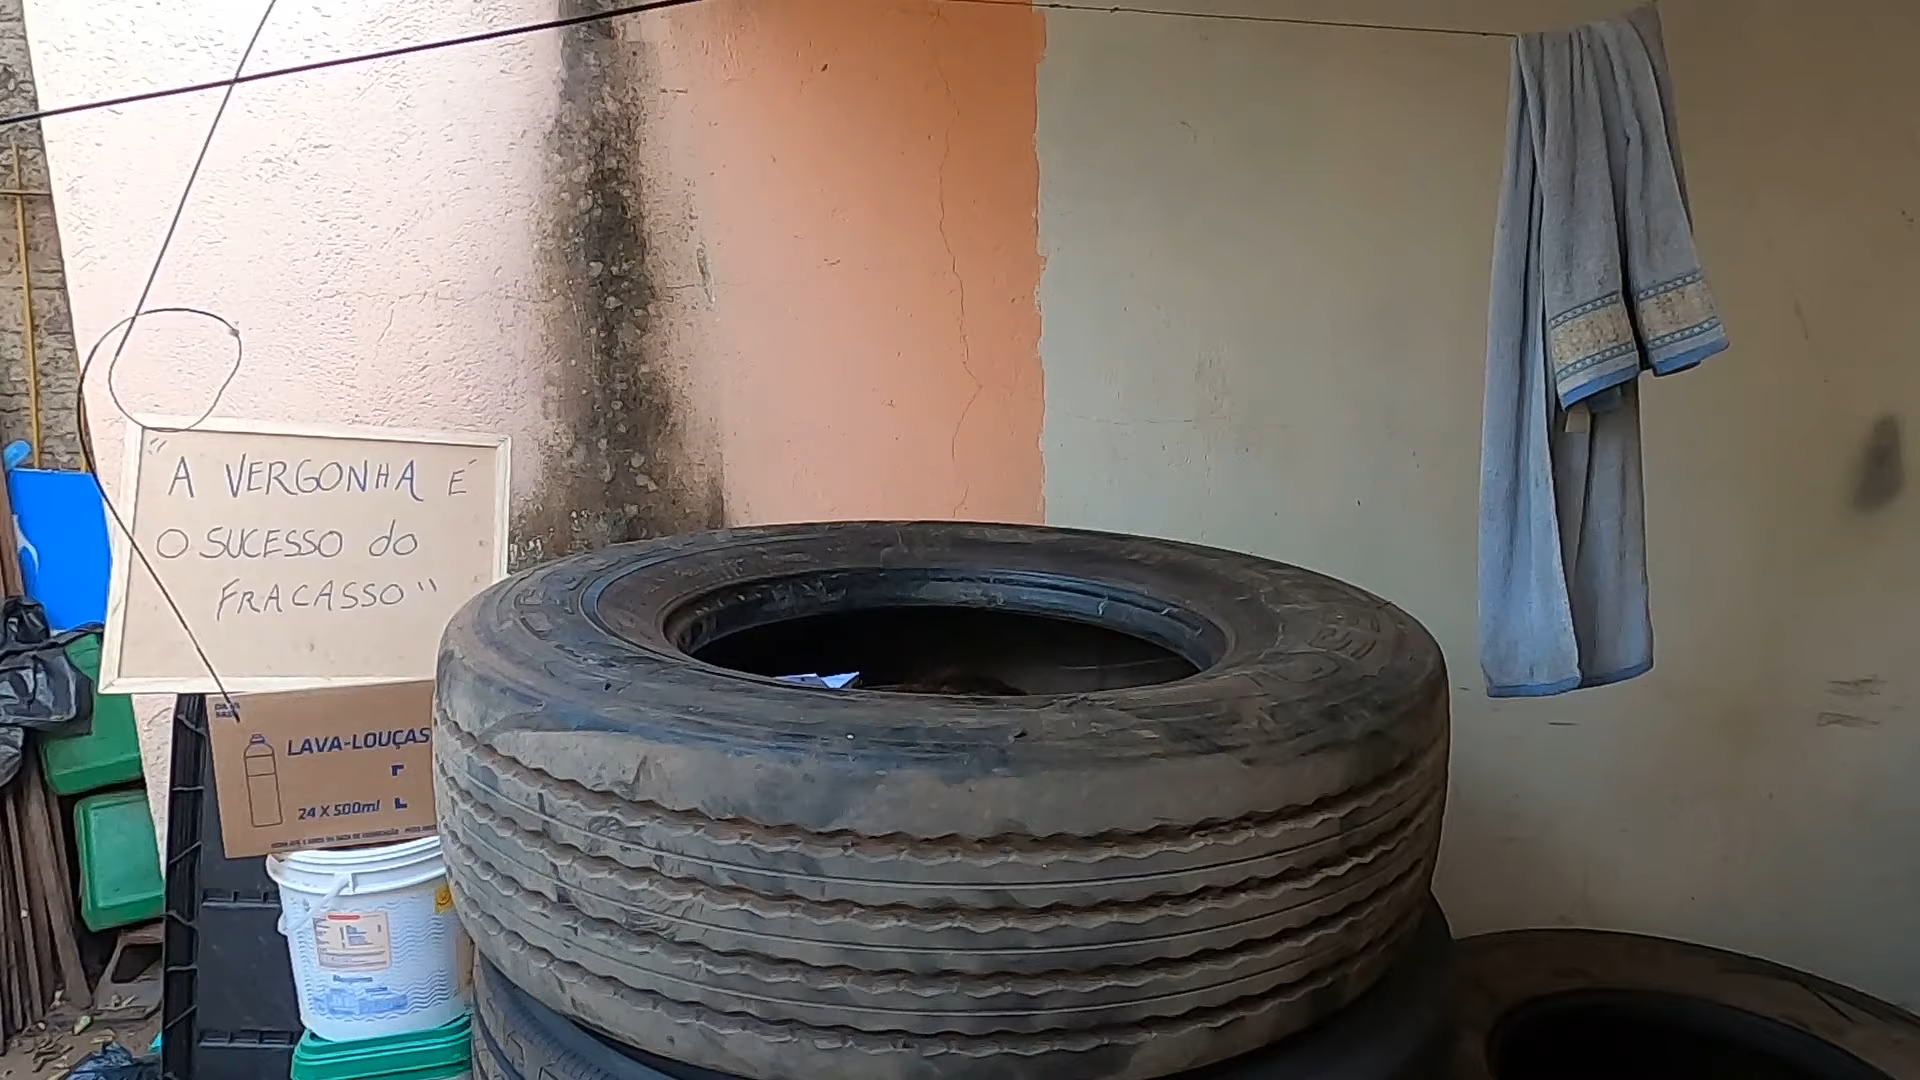 "A VERGONHA É
O SUCESSO do
FRACASSO"
LAVA-LOUÇAS
24 X 500ml